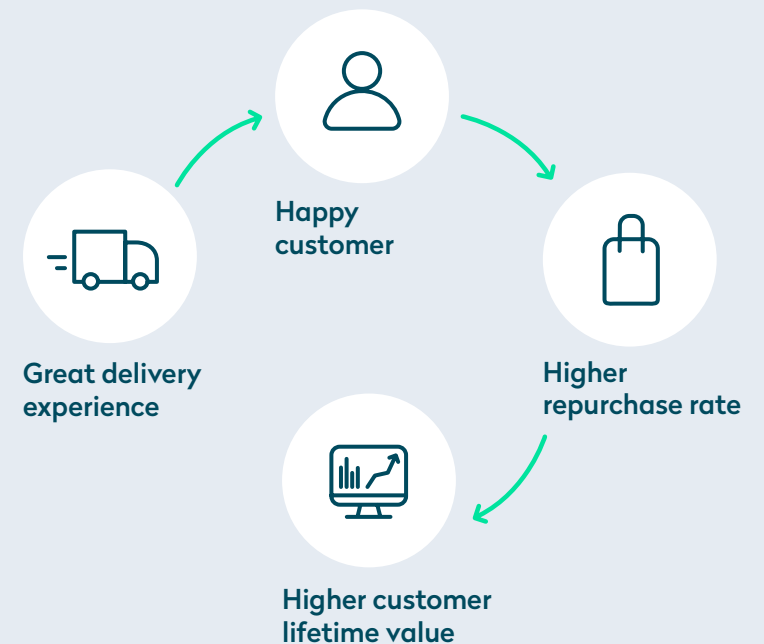 Happy
customer
Great delivery
experience
Higher
repurchase rate
Higher customer
lifetime value